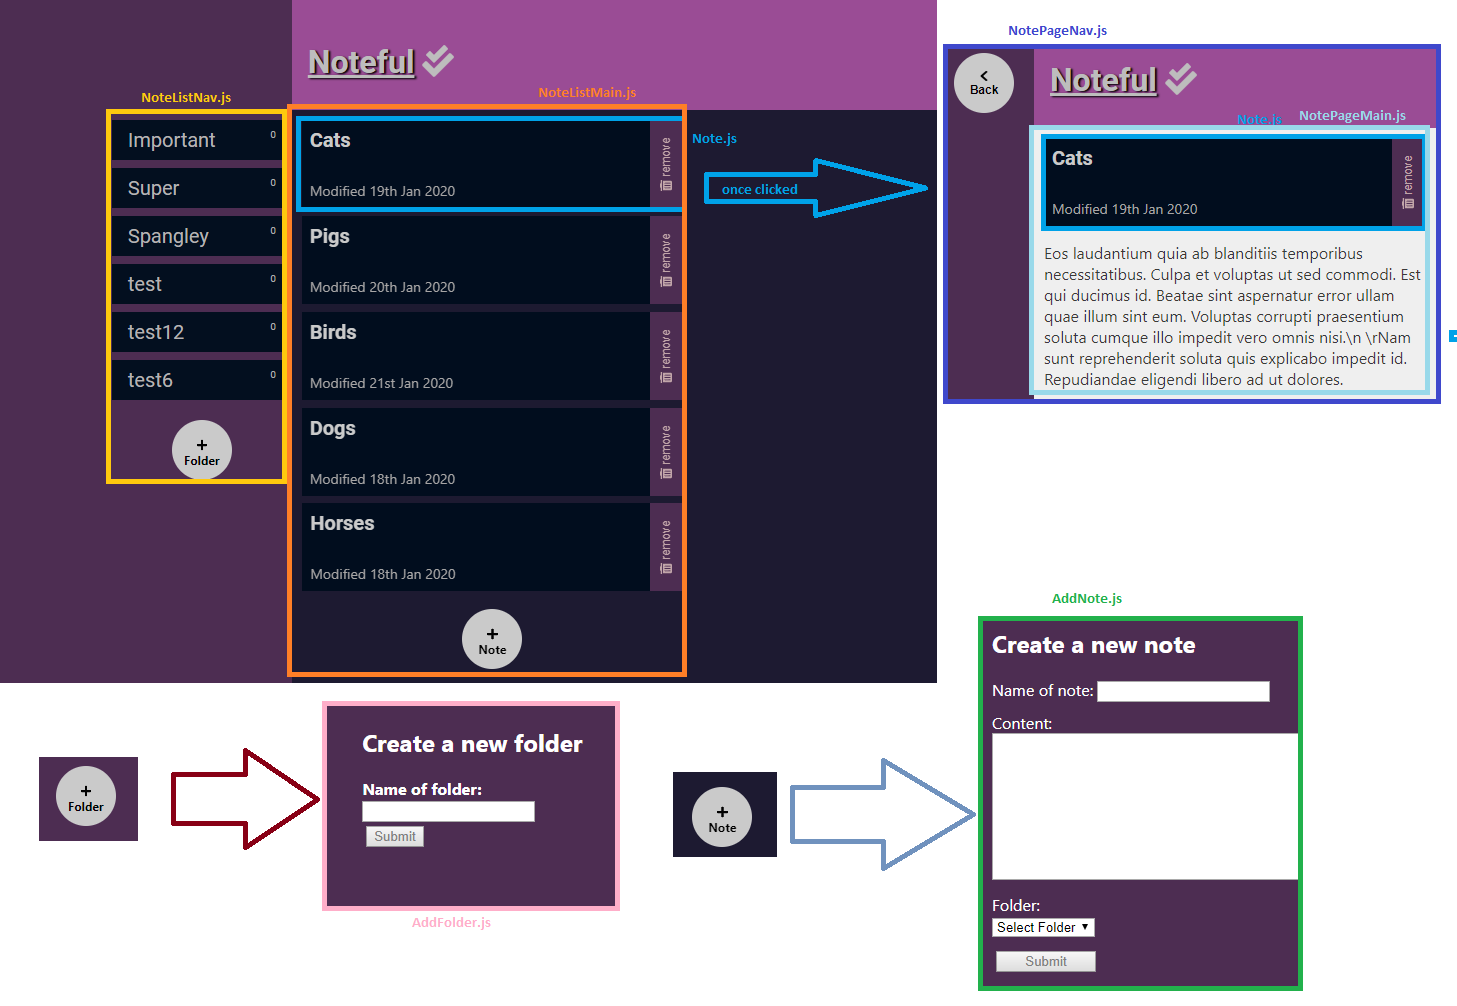 Noteful
NoteListNav.js
NoteListMain.js
Important 0
Super 0
Spangley 0
test 0
test12 0
test6 0
+
Folder
Cats
Modified 19th Jan 2020
remove
Pigs
Modified 20th Jan 2020
remove
Birds
Modified 21st Jan 2020
remove
Dogs
Modified 18th Jan 2020
remove
Horses
Modified 18th Jan 2020
remove
+
Note
Note.js
once clicked
NotePageNav.js
<
Back
Noteful
Note.js
NotePageMain.js
Cats
Modified 19th Jan 2020
remove
Eos laudantium quia ab blanditiis temporibus
necessitatibus. Culpa et voluptas ut sed commodi. Est
qui ducimus id. Beatae sint aspernatur error ullam
quae illum sint eum. Voluptas corrupti praesentium
soluta cumque illo impedit vero omnis nisi.\n \rNam
sunt reprehenderit soluta quis explicabo impedit id.
Repudiandae eligendi libero ad ut dolores.
+
Folder
Create a new folder
Name of folder:
Submit
AddFolder.js
+
Note
AddNote.js
Create a new note
Name of note:
Content:
Folder:
Select Folder
Submit